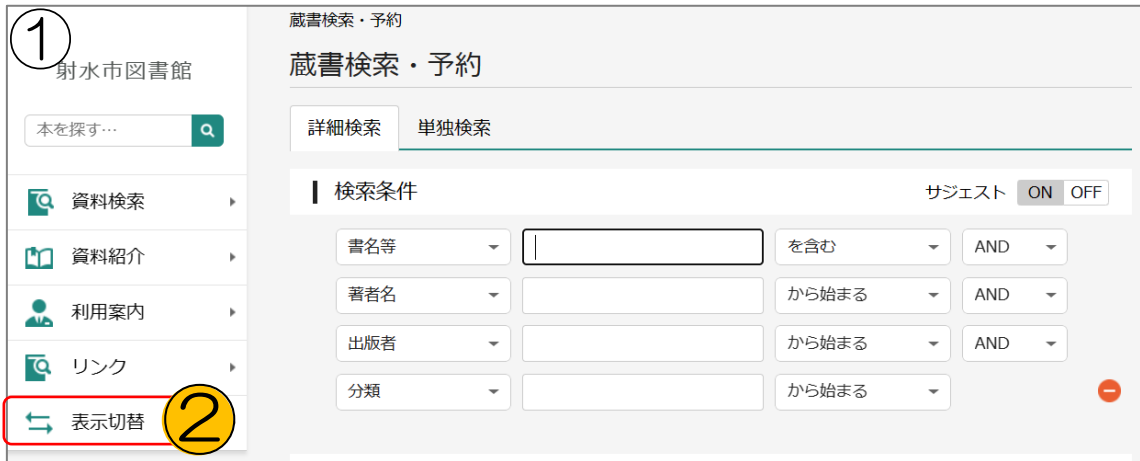 ①
射水市図書館
本を探す…
資料検索
資料紹介
利用案内
リンク
表示切替
②
蔵書検索・予約
蔵書検索・予約
詳細検索 単独検索
検索条件 サジェスト ON OFF
書名等 を含む AND
著者名 から始まる AND
出版者 から始まる AND
分類 から始まる